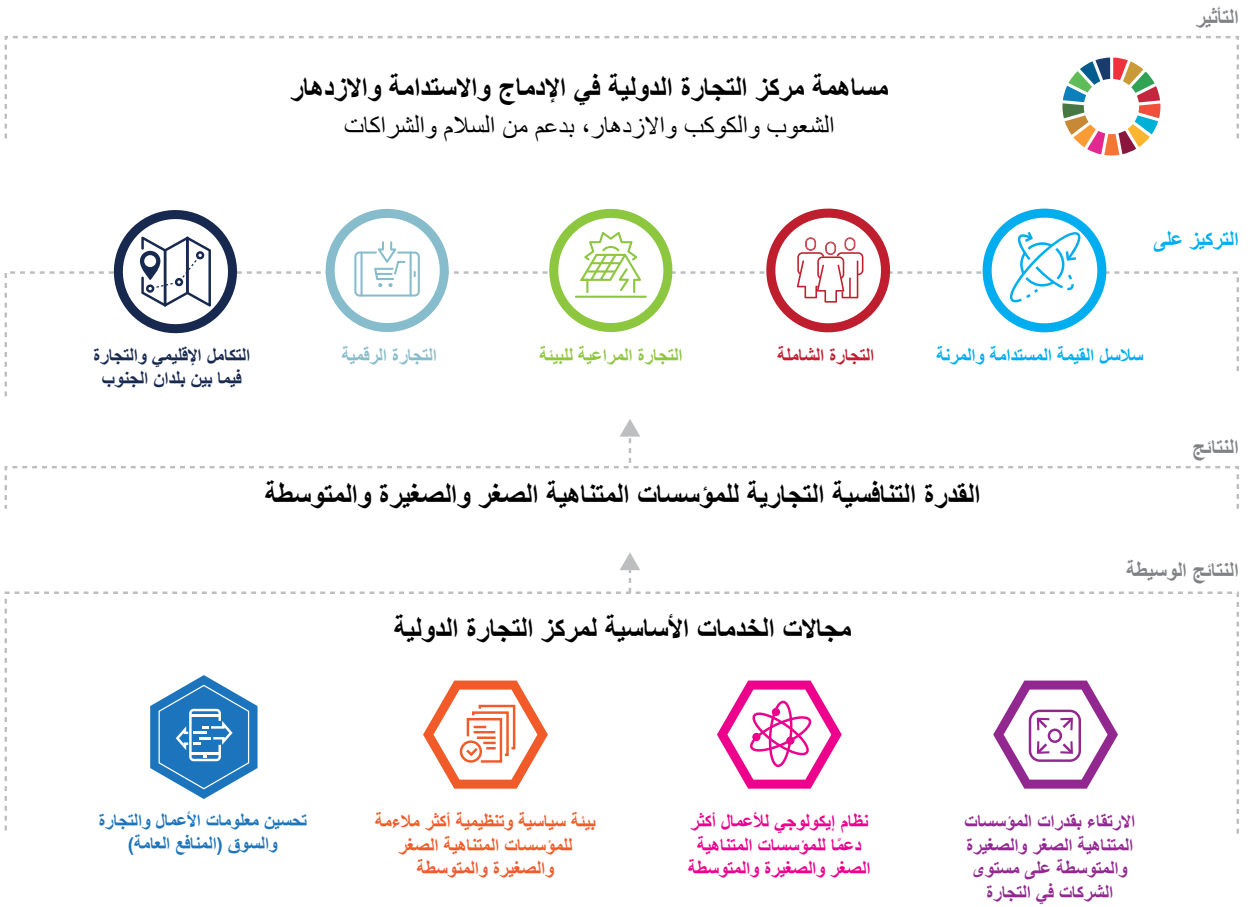 التأثير
مساهمة مركز التجارة الدولية في الإدماج والاستدامة والازدهار
الشعوب والكوكب والازدهار، بدعم من السلام والشراكات
التركيز على
سلاسل القيمة المستدامة والمرنة
التجارة الشاملة
التجارة المراعية للبيئة
التجارة الرقمية
التكامل الإقليمي والتجارة
فيما بين بلدان الجنوب
النتائج
القدرة التنافسية التجارية للمؤسسات المتناهية الصغر والصغيرة والمتوسطة
النتائج الوسيطة
مجالات الخدمات الأساسية لمركز التجارة الدولية
الارتقاء بقدرات المؤسسات
المتناهية الصغر والصغيرة
والمتوسطة على مستوى
الشركات في التجارة
نظام إيكولوجي للأعمال أكثر
دعمًا للمؤسسات المتناهية
الصغر والصغيرة والمتوسطة
بيئة سياسية وتنظيمية أكثر ملاءمة
للمؤسسات المتناهية الصغر
والصغيرة والمتوسطة
تحسين معلومات الأعمال والتجارة
والسوق (المنافع العامة)